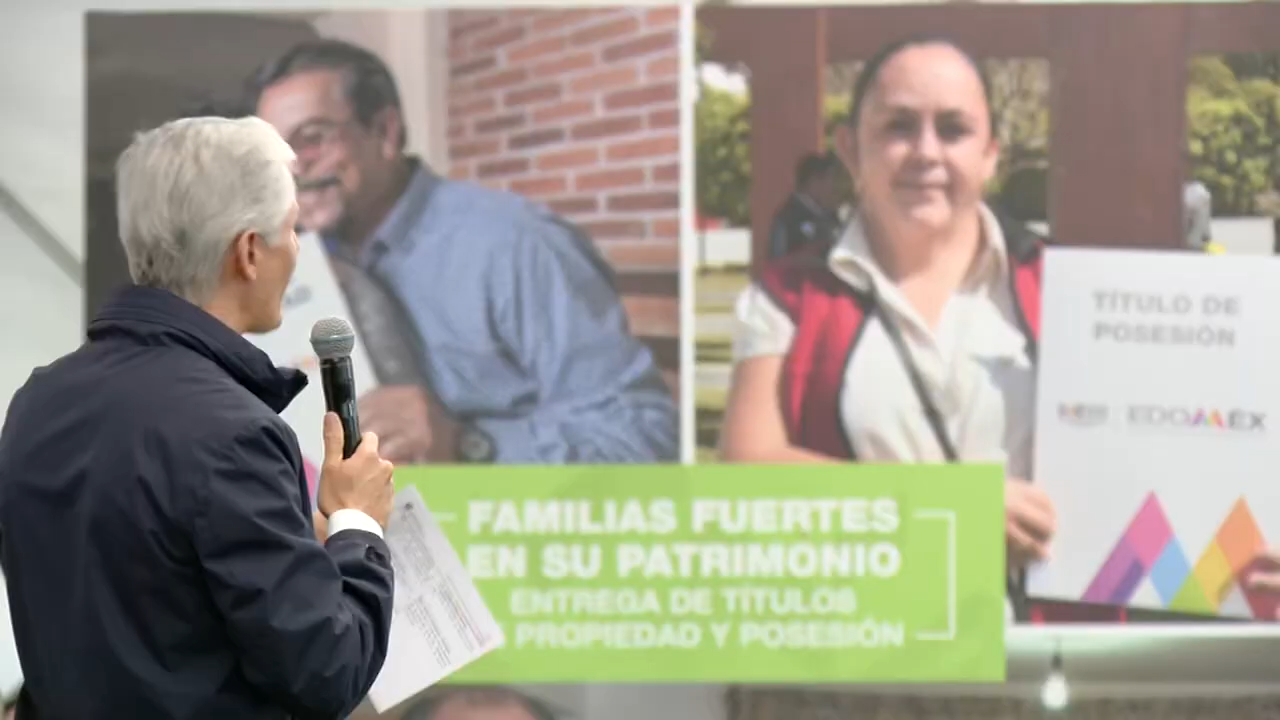 TÍTULO DE
POSESIÓN
EDOMÉX
FAMILIAS FUERTES
EN SU PATRIMONIO
ENTREGA DE TÍTULOS
PROPIEDAD Y POSESIÓN